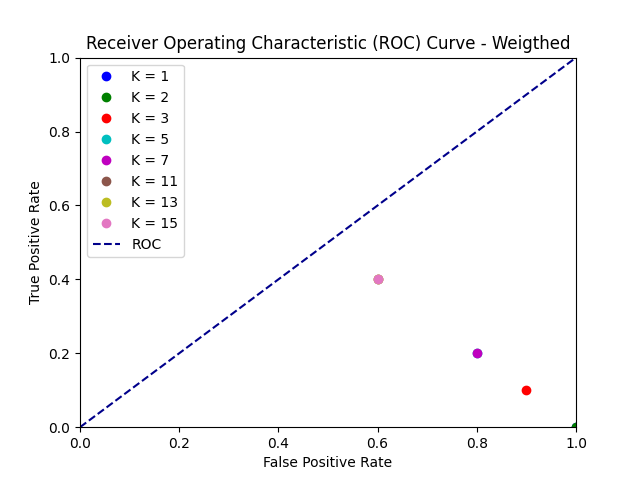 Receiver Operating Characteristic (ROC) Curve - Weigthed
1.0
0.8
0.6
0.4
0.2
0.0
True Positive Rate
K = 1
K = 2
K = 3
K = 5
K = 7
K = 11
K = 13
K = 15
ROC
0.0 0.2 0.4 0.6 0.8 1.0
False Positive Rate